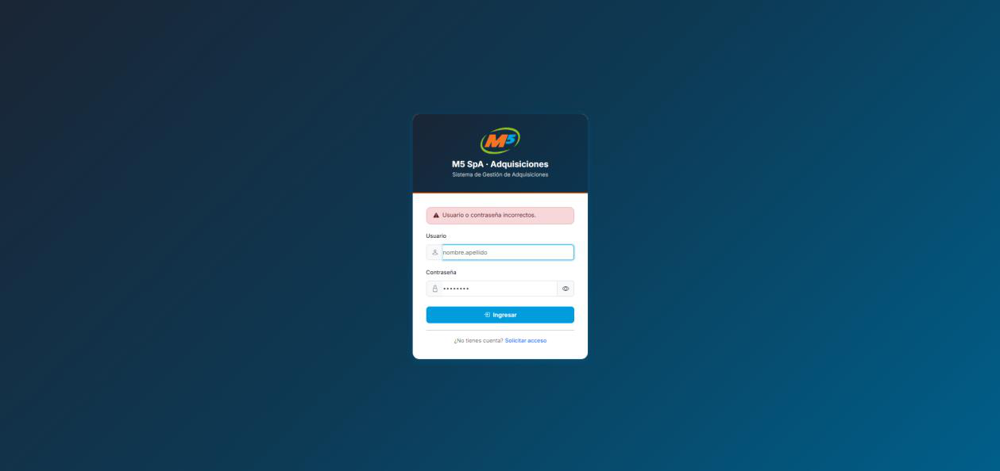 M5
M5 SpA · Adquisiciones
Sistema de Gestión de Adquisiciones
Usuario o contraseña incorrectos.
Usuario
nombre.apellido
Contraseña
••••••••
Ingresar
¿No tienes cuenta? Solicitar acceso